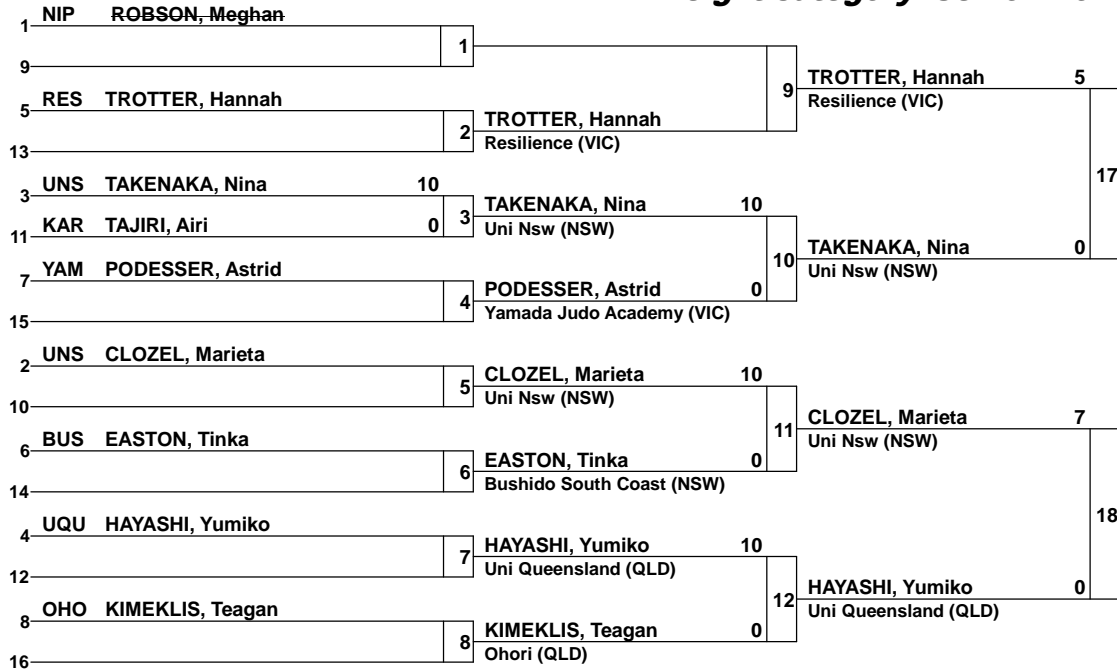 1 NIP ROBSON, Meghan
9
1
5 RES TROTTER, Hannah
13
2
TROTTER, Hannah
Resilience (VIC)
9
TROTTER, Hannah 5
Resilience (VIC)
3 UNS TAKENAKA, Nina 10
11 KAR TAJIRI, Airi 0
3
TAKENAKA, Nina 10
Uni Nsw (NSW)
7 YAM PODESSER, Astrid
15
4
PODESSER, Astrid 0
Yamada Judo Academy (VIC)
10
TAKENAKA, Nina 0
Uni Nsw (NSW)
17
2 UNS CLOZEL, Marieta
10
5
CLOZEL, Marieta 10
Uni Nsw (NSW)
6 BUS EASTON, Tinka
14
6
EASTON, Tinka 0
Bushido South Coast (NSW)
11
CLOZEL, Marieta 7
Uni Nsw (NSW)
4 UQU HAYASHI, Yumiko
12
7
HAYASHI, Yumiko 10
Uni Queensland (QLD)
8 OHO KIMEKLIS, Teagan
16
8
KIMEKLIS, Teagan 0
Ohori (QLD)
12
HAYASHI, Yumiko 0
Uni Queensland (QLD)
18